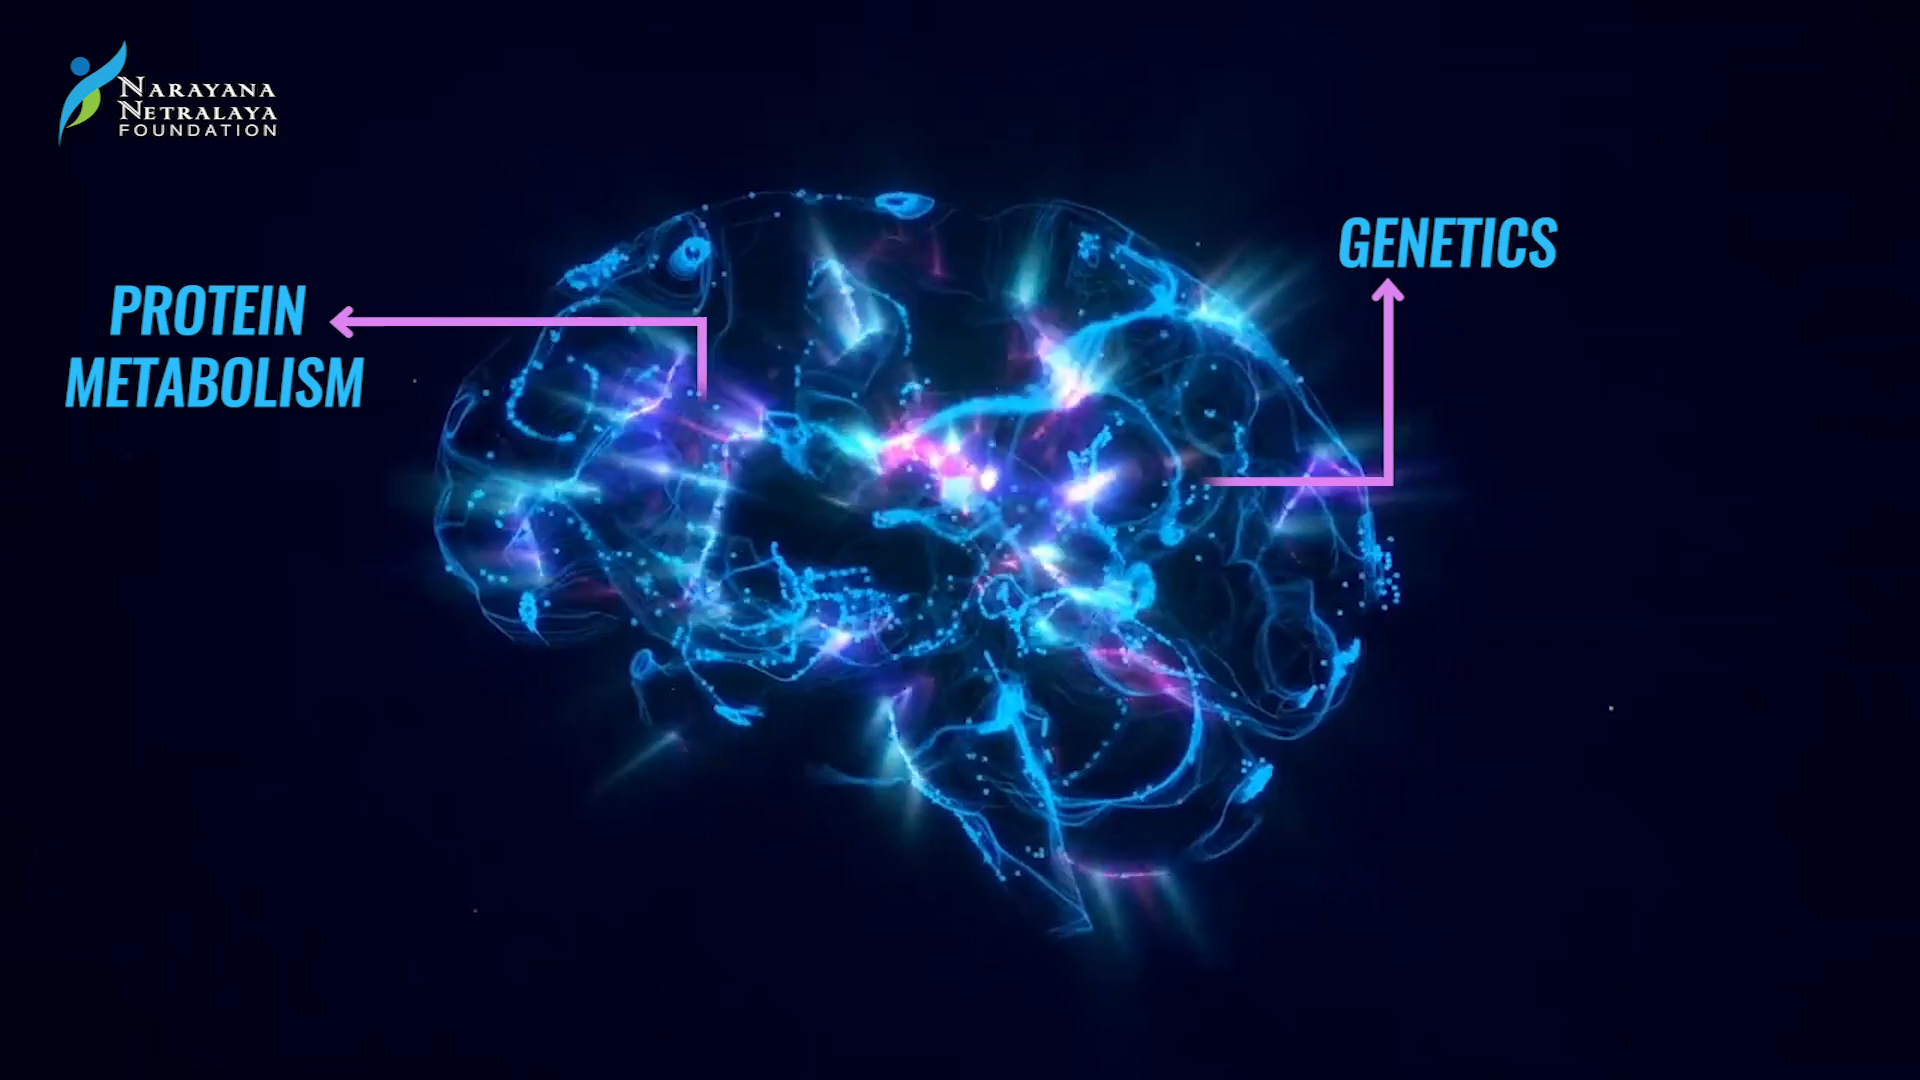 NARAYANA
NETRALAYA
FOUNDATION
GENETICS
PROTEIN
METABOLISM